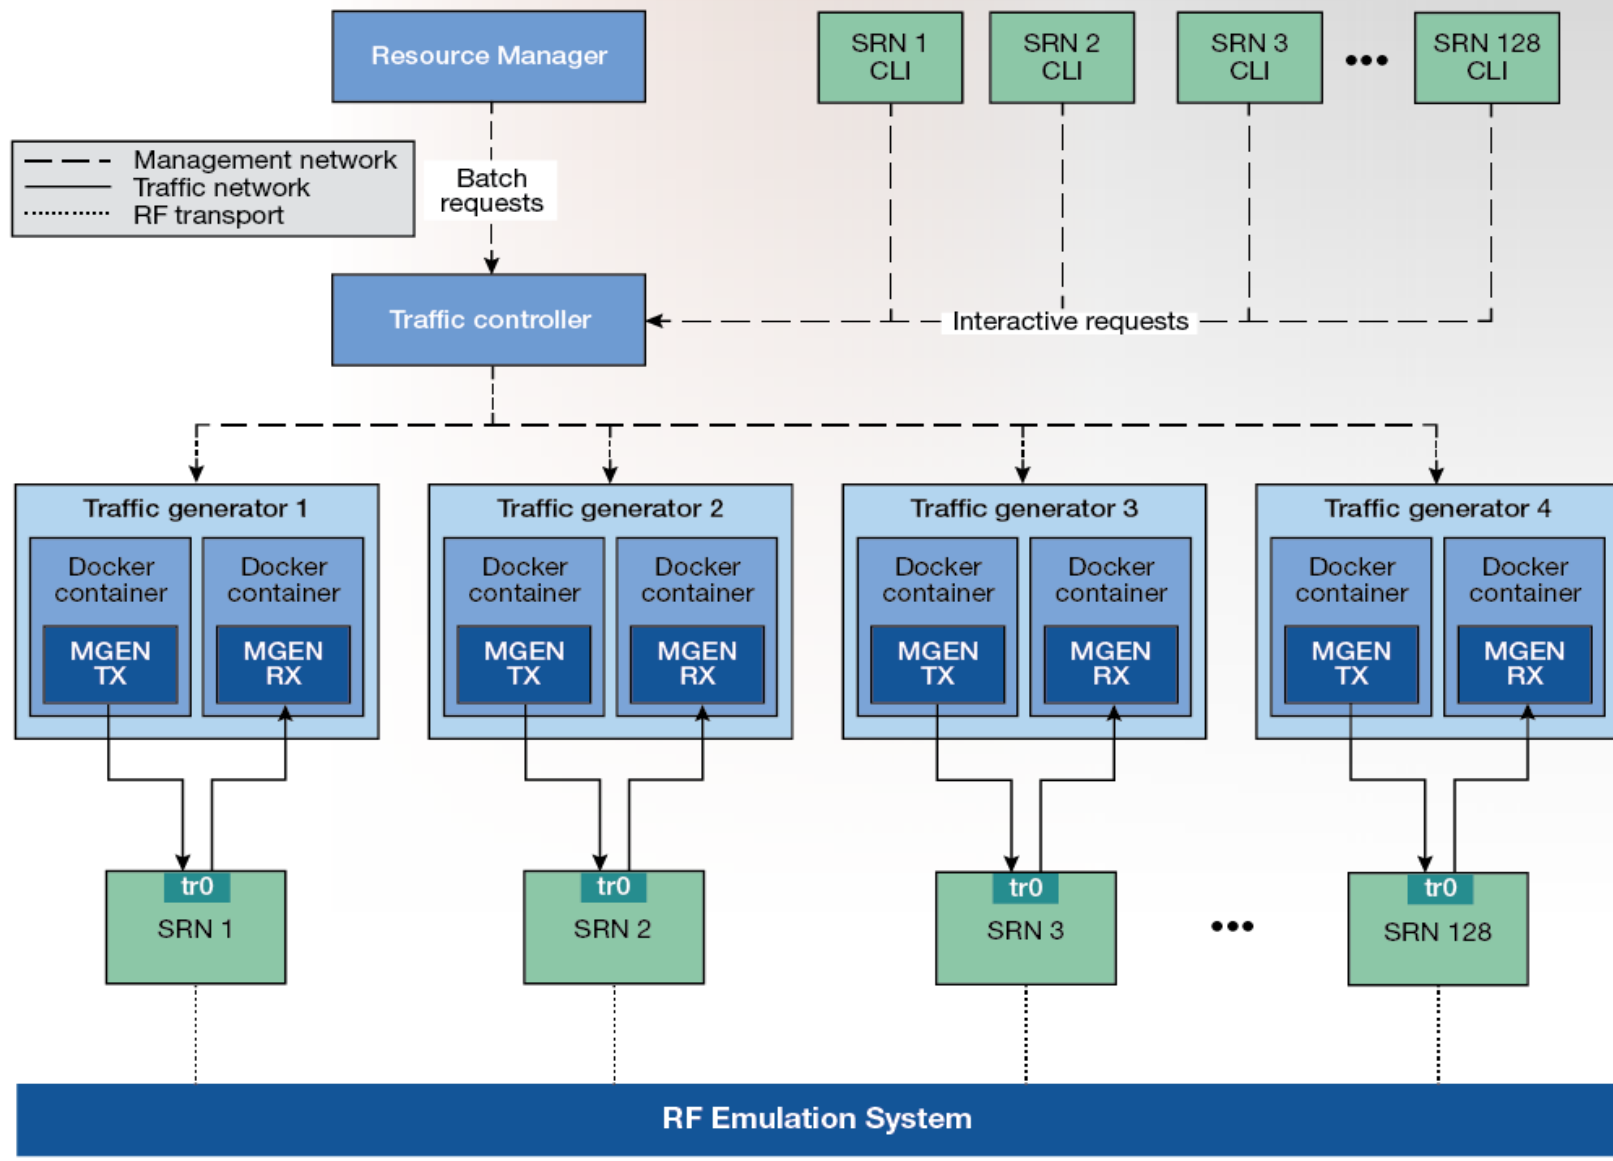 Resource Manager
SRN 1
CLI
SRN 2
CLI
SRN 3
CLI
•••
SRN 128
CLI
Management network
Traffic network
RF transport
Batch
requests
Traffic controller
Interactive requests
Traffic generator 1
Docker
container
MGEN
TX
Docker
container
MGEN
RX
Traffic generator 2
Docker
container
MGEN
TX
Docker
container
MGEN
RX
Traffic generator 3
Docker
container
MGEN
TX
Docker
container
MGEN
RX
Traffic generator 4
Docker
container
MGEN
TX
Docker
container
MGEN
RX
tr0
SRN 1
tr0
SRN 2
tr0
SRN 3
•••
tr0
SRN 128
RF Emulation System